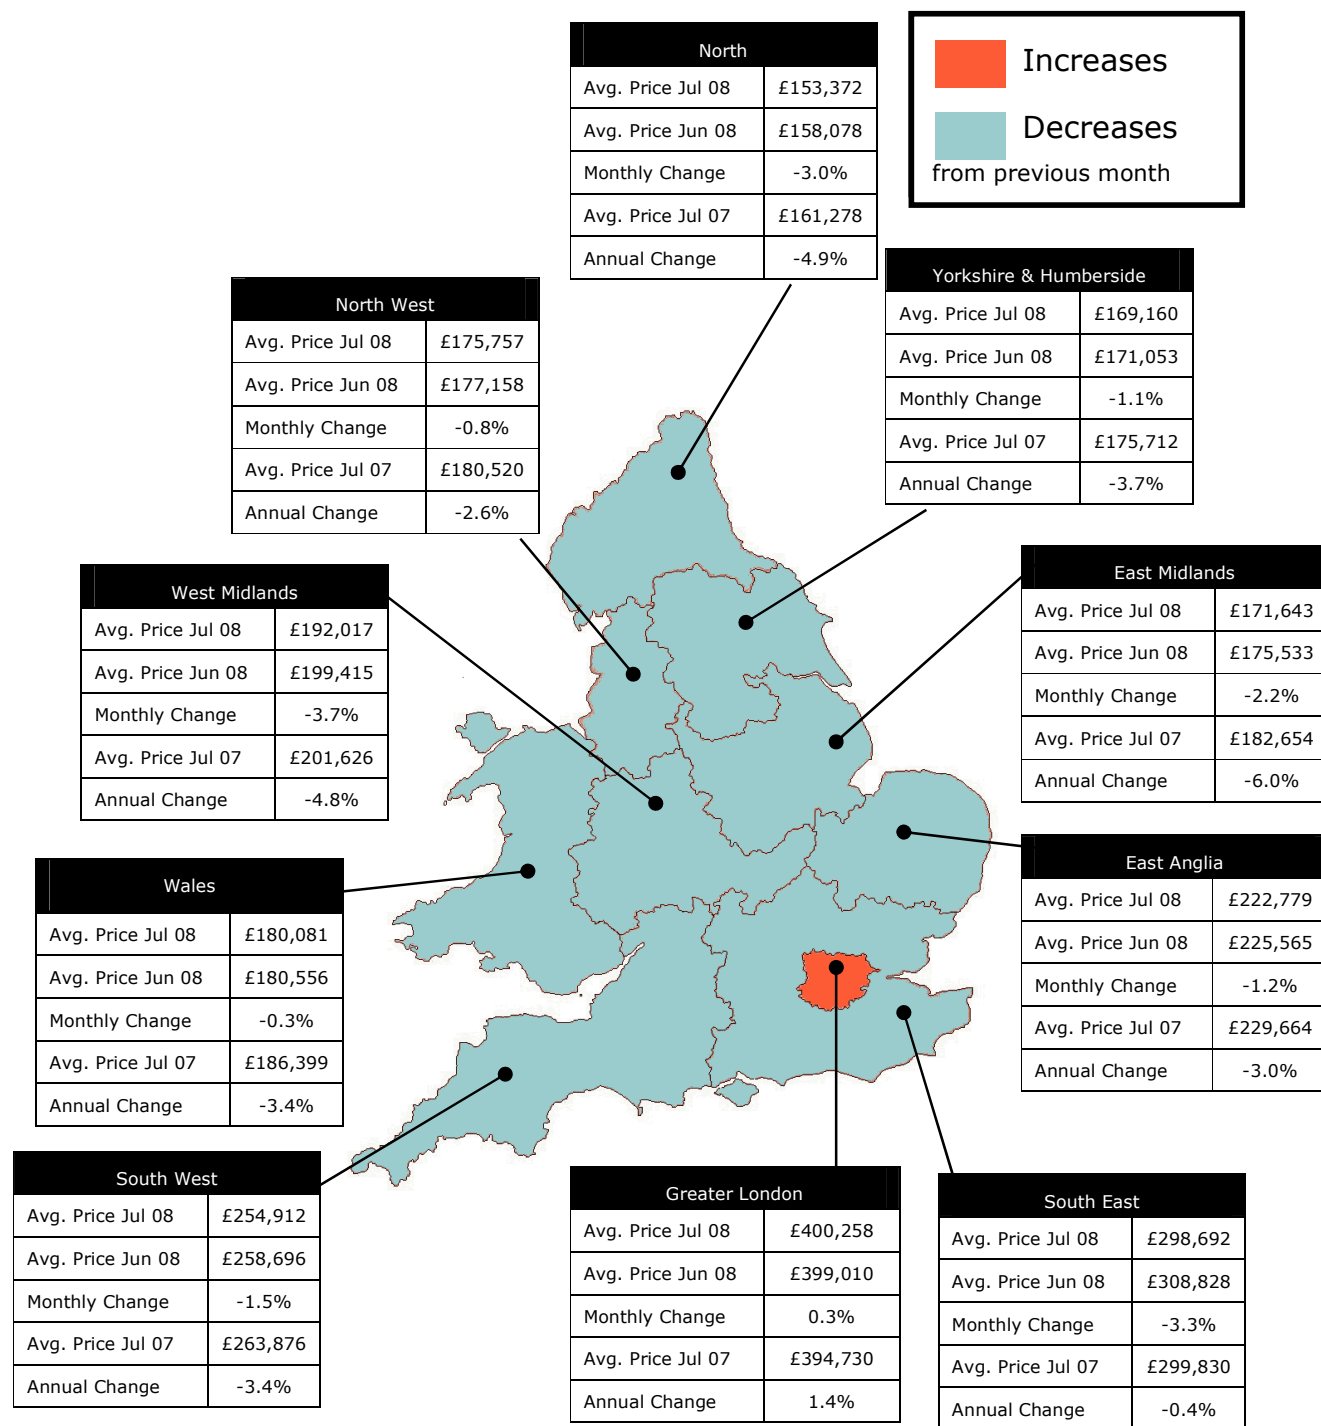 North
Avg. Price Jul 08 £153,372
Avg. Price Jun 08 £158,078
Monthly Change -3.0%
Avg. Price Jul 07 £161,278
Annual Change -4.9%
Increases
Decreases
from previous month
Yorkshire & Humberside
Avg. Price Jul 08 £169,160
Avg. Price Jun 08 £171,053
Monthly Change -1.1%
Avg. Price Jul 07 £175,712
Annual Change -3.7%
North West
Avg. Price Jul 08 £175,757
Avg. Price Jun 08 £177,158
Monthly Change -0.8%
Avg. Price Jul 07 £180,520
Annual Change -2.6%
West Midlands
Avg. Price Jul 08 £192,017
Avg. Price Jun 08 £199,415
Monthly Change -3.7%
Avg. Price Jul 07 £201,626
Annual Change -4.8%
East Midlands
Avg. Price Jul 08 £171,643
Avg. Price Jun 08 £175,533
Monthly Change -2.2%
Avg. Price Jul 07 £182,654
Annual Change -6.0%
Wales
Avg. Price Jul 08 £180,081
Avg. Price Jun 08 £180,556
Monthly Change -0.3%
Avg. Price Jul 07 £186,399
Annual Change -3.4%
East Anglia
Avg. Price Jul 08 £222,779
Avg. Price Jun 08 £225,565
Monthly Change -1.2%
Avg. Price Jul 07 £229,664
Annual Change -3.0%
South West
Avg. Price Jul 08 £254,912
Avg. Price Jun 08 £258,696
Monthly Change -1.5%
Avg. Price Jul 07 £263,876
Annual Change -3.4%
Greater London
Avg. Price Jul 08 £400,258
Avg. Price Jun 08 £399,010
Monthly Change 0.3%
Avg. Price Jul 07 £394,730
Annual Change 1.4%
South East
Avg. Price Jul 08 £298,692
Avg. Price Jun 08 £308,828
Monthly Change -3.3%
Avg. Price Jul 07 £299,830
Annual Change -0.4%